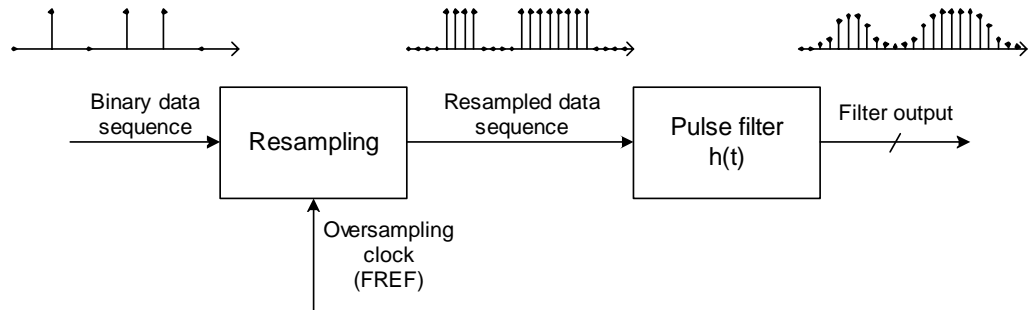 Binary data
sequence
Resampling
Resampled data
sequence
Pulse filter
h(t)
Filter output
Oversampling
clock
(FREF)